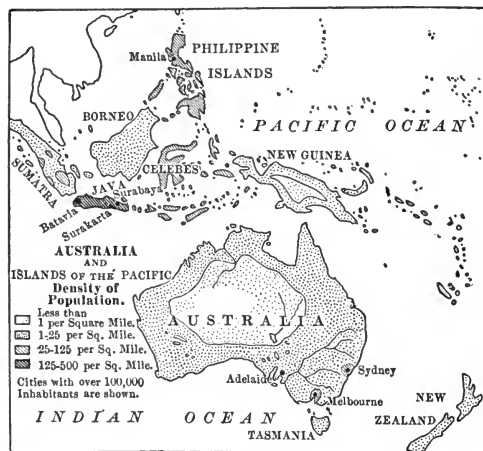 PHILIPPINE
Manila
ISLANDS
BORNEO
PACIFIC OCEAN
CELEBES
NEW GUINEA
SUMATRA
JAVA
Surabaya
Batavia
Surakarta
AUSTRALIA
AND
ISLANDS OF THE PACIFIC
Density of
Population.
Less than
1 per Square Mile.
1-25 per Sq. Mile.
25-125 per Sq. Mile.
125-500 per Sq. Mile.
Cities with over 100,000
Inhabitants are shown.
AUSTRALIA
Adelaide
Sydney
Melbourne
NEW
ZEALAND
INDIAN OCEAN
TASMANIA